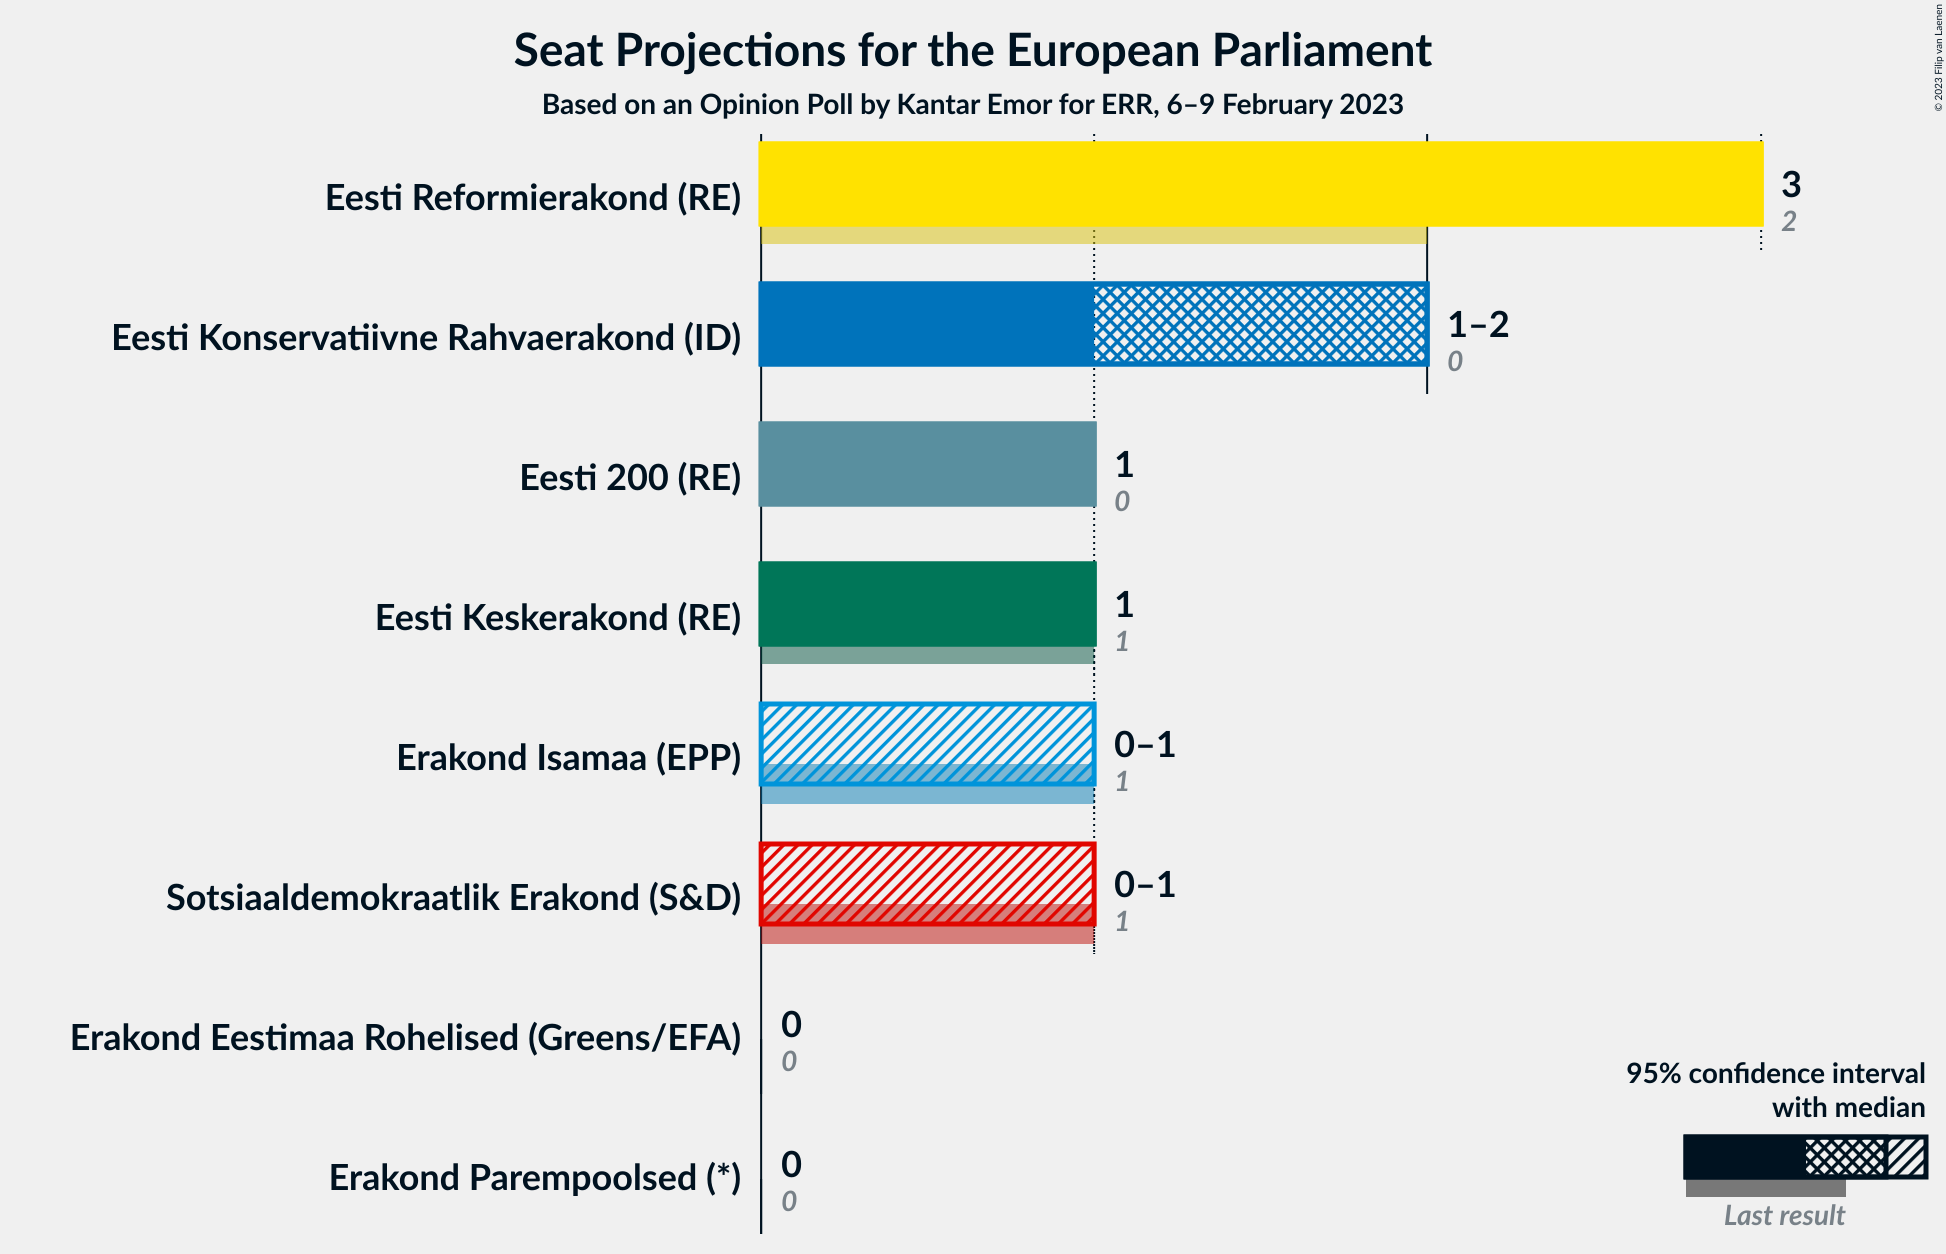 Seat Projections for the European Parliament
Based on an Opinion Poll by Kantar Emor for ERR, 6–9 February 2023
© 2023 Filip van Laenen
Eesti Reformierakond (RE)
3
2
Eesti Konservatiivne Rahvaerakond (ID)
1–2
0
Eesti 200 (RE)
1
0
Eesti Keskerakond (RE)
1
1
Erakond Isamaa (EPP)
0–1
1
Sotsiaaldemokraatlik Erakond (S&D)
0–1
1
Erakond Eestimaa Rohelised (Greens/EFA)
0
0
Erakond Parempoolsed (*)
0
0
95% confidence interval
with median
Last result